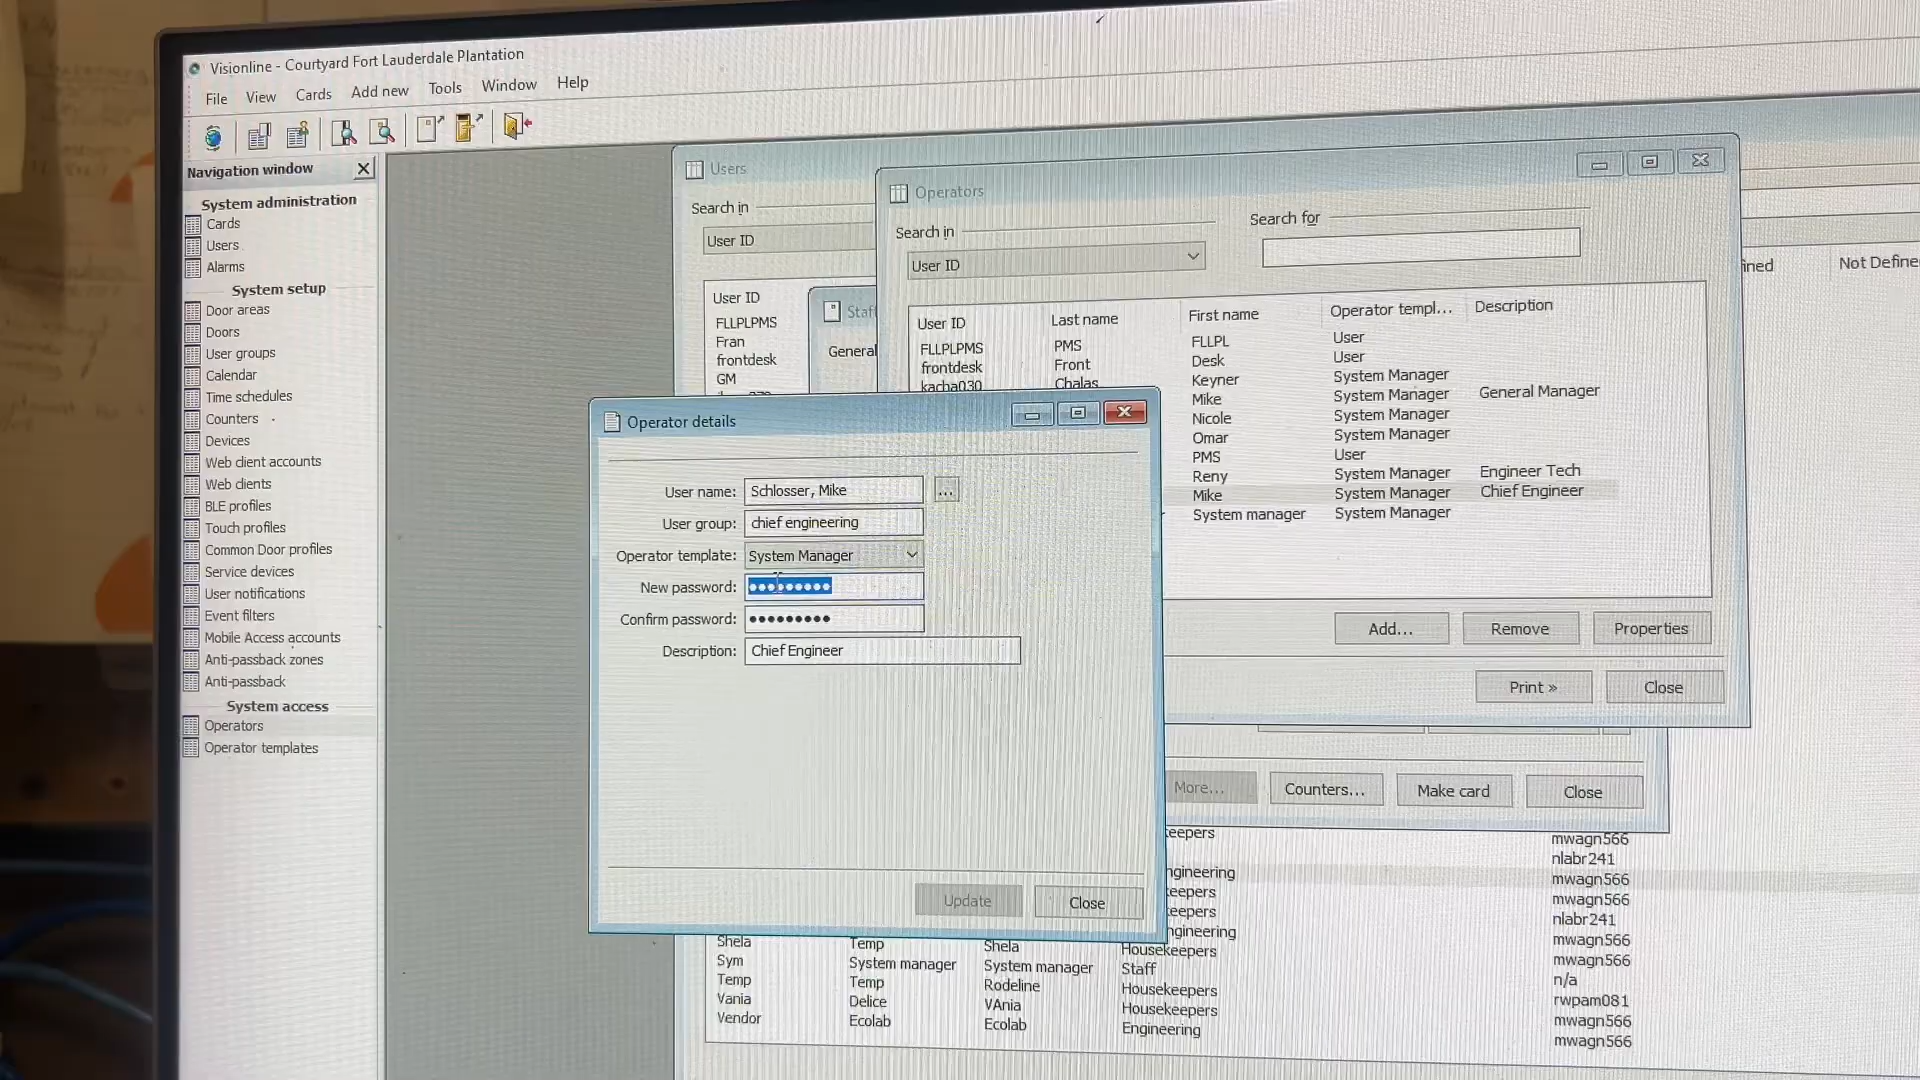 Visionline - Courtyard Fort Lauderdale Plantation
File View Cards Add new Tools Window Help
Navigation window
System administration
Cards
Users
Alarms
System setup
Door areas
Doors
User groups
Calendar
Time schedules
Counters
Devices
Web client accounts
Web clients
BLE profiles
Touch profiles
Common Door profiles
Service devices
User notifications
Event filters
Mobile Access accounts
Anti-passback zones
Anti-passback
System access
Operators
Operator templates
Users
Search in
User ID
User ID
FLLPLPMS
Fran
frontdesk
GM
Staf
General
Operators
Search in
User ID
Search for
User ID Last name First name Operator templ... Description
FLLPLPMS PMS FLLPL User
frontdesk Front Desk User
kacha030 Chalas Keyner System Manager
Mike System Manager General Manager
Nicole System Manager
Omar System Manager
PMS User
Reny System Manager Engineer Tech
Mike System Manager Chief Engineer
System manager System Manager
Add... Remove Properties
Print » Close
ined Not Define
Operator details
User name: Schlosser, Mike ...
User group: chief engineering
Operator template: System Manager
New password: •••••••••
Confirm password: •••••••••
Description: Chief Engineer
Update Close
More... Counters... Make card Close
eepers mwagn566
nlabr241
ngineering mwagn566
eepers mwagn566
eepers nlabr241
ngineering mwagn566
Shela Temp Shela Housekeepers mwagn566
Sym System manager System manager Staff n/a
Temp Temp Rodeline Housekeepers rwpam081
Vania Delice VAnia Housekeepers mwagn566
Vendor Ecolab Ecolab Engineering mwagn566